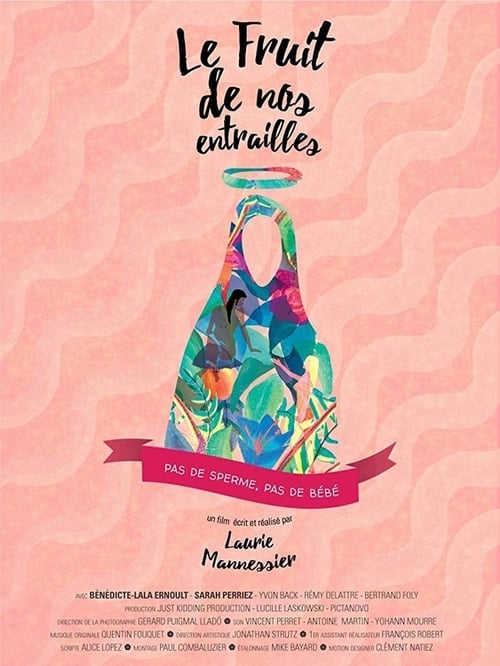 Le Fruit
de nos
entrailles
PAS DE SPERME, PAS DE BÉBÉ
un film écrit et réalisé par
Laurie
Mannessier
AVEC BÉNÉDICTE-LALA ERNOULT - SARAH PERRIEZ - YVON BACK - RÉMY DELATTRE - BERTRAND FOLY
PRODUCTION JUST KIDDING PRODUCTION - LUCILLE LASKOWSKI - PICTANOVO
DIRECTION DE LA PHOTOGRAPHIE GERARD PUIGMAL LLADÓ SON VINCENT PERRET - ANTOINE MARTIN - YOHANN MOURRE
MUSIQUE ORIGINALE QUENTIN FOUQUET DIRECTION ARTISTIQUE JONATHAN STRUTZ 1ER ASSISTANT RÉALISATEUR FRANÇOIS ROBERT
SCRIPTE ALICE LOPEZ MONTAGE PAUL COMBALUZIER ÉTALONNAGE MIKE BAYARD MOTION DESIGNER CLÉMENT NATIEZ